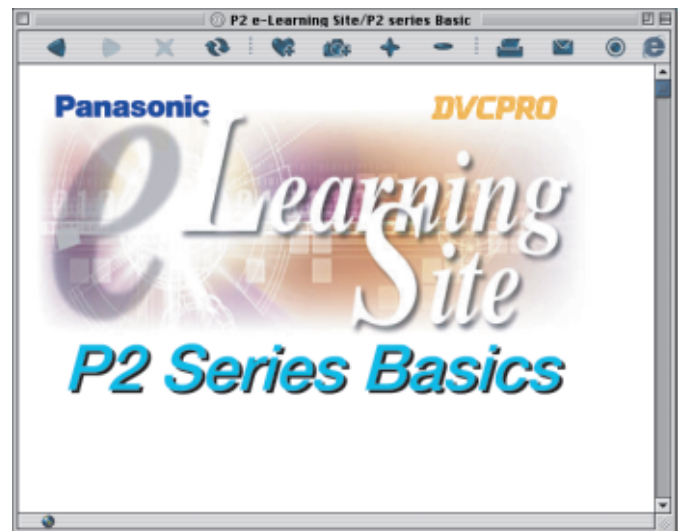 P2 e-Learning Site/P2 series Basic
Panasonic DVCPRO
e Learning
Site
P2 Series Basics